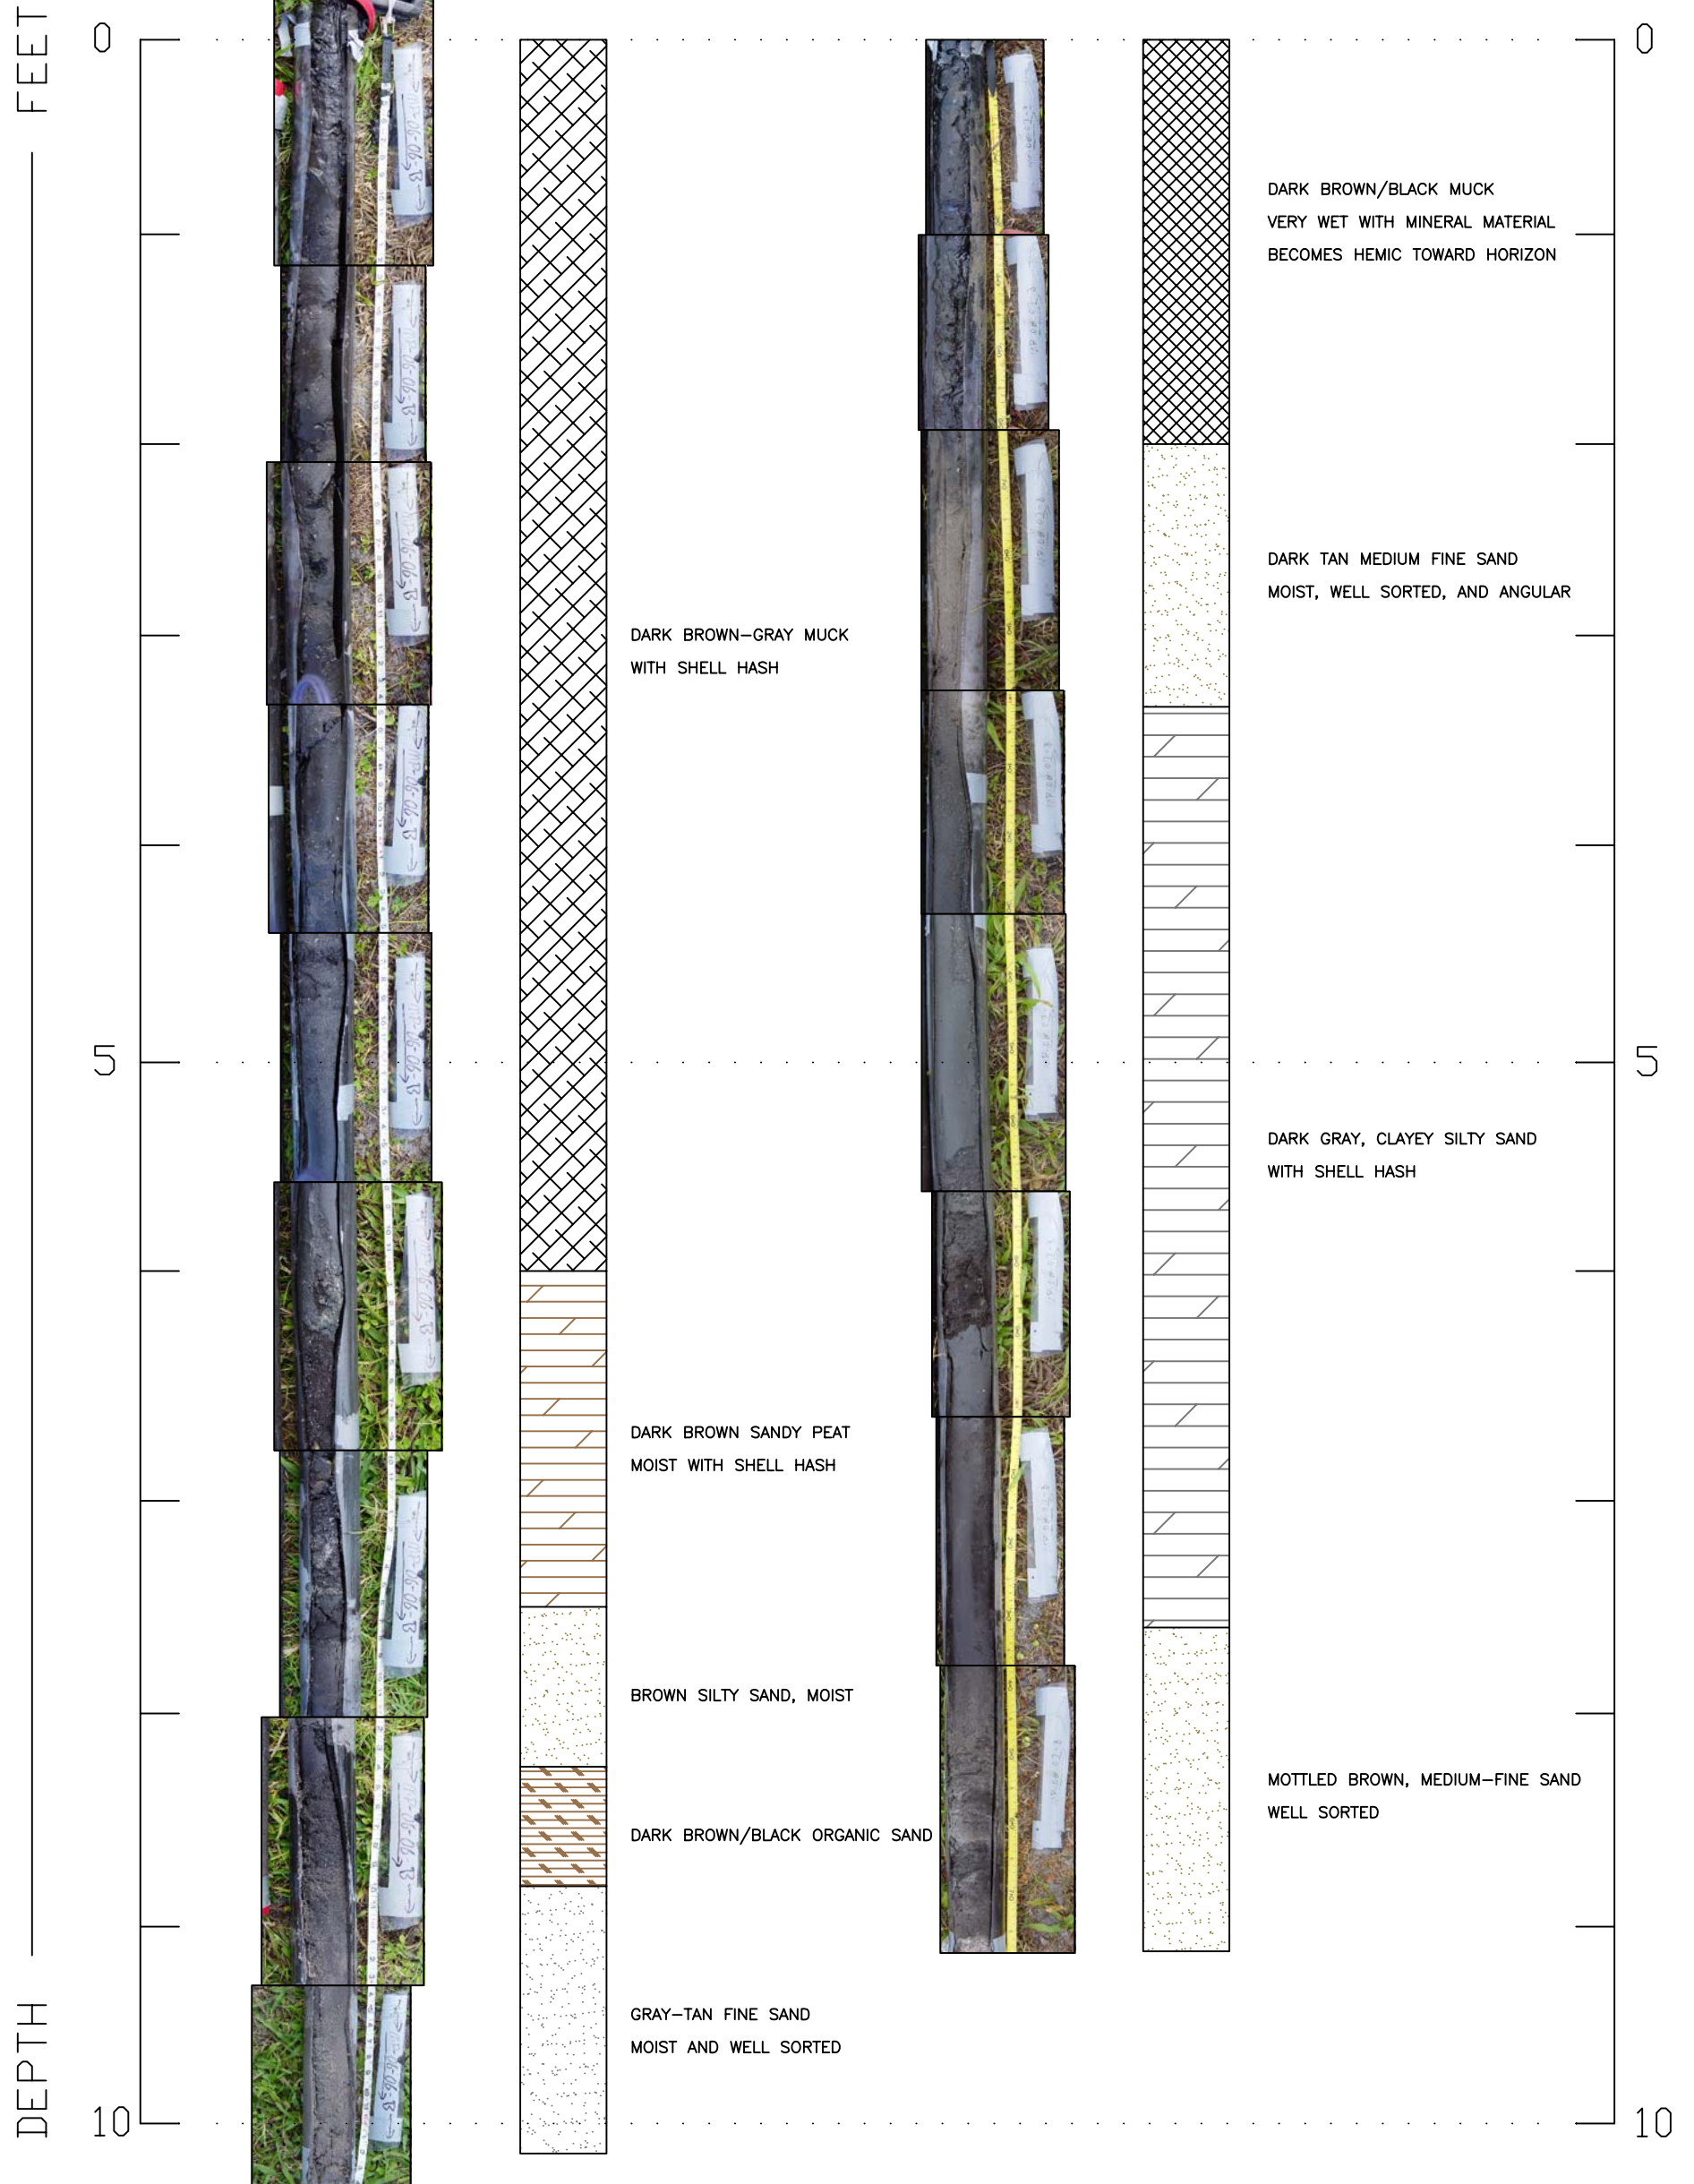 FEET
DEPTH
0
5
10
DARK BROWN-GRAY MUCK
WITH SHELL HASH
DARK BROWN SANDY PEAT
MOIST WITH SHELL HASH
BROWN SILTY SAND, MOIST
DARK BROWN/BLACK ORGANIC SAND
GRAY-TAN FINE SAND
MOIST AND WELL SORTED
DARK BROWN/BLACK MUCK
VERY WET WITH MINERAL MATERIAL
BECOMES HEMIC TOWARD HORIZON
DARK TAN MEDIUM FINE SAND
MOIST, WELL SORTED, AND ANGULAR
DARK GRAY, CLAYEY SILTY SAND
WITH SHELL HASH
MOTTLED BROWN, MEDIUM-FINE SAND
WELL SORTED
0
5
10